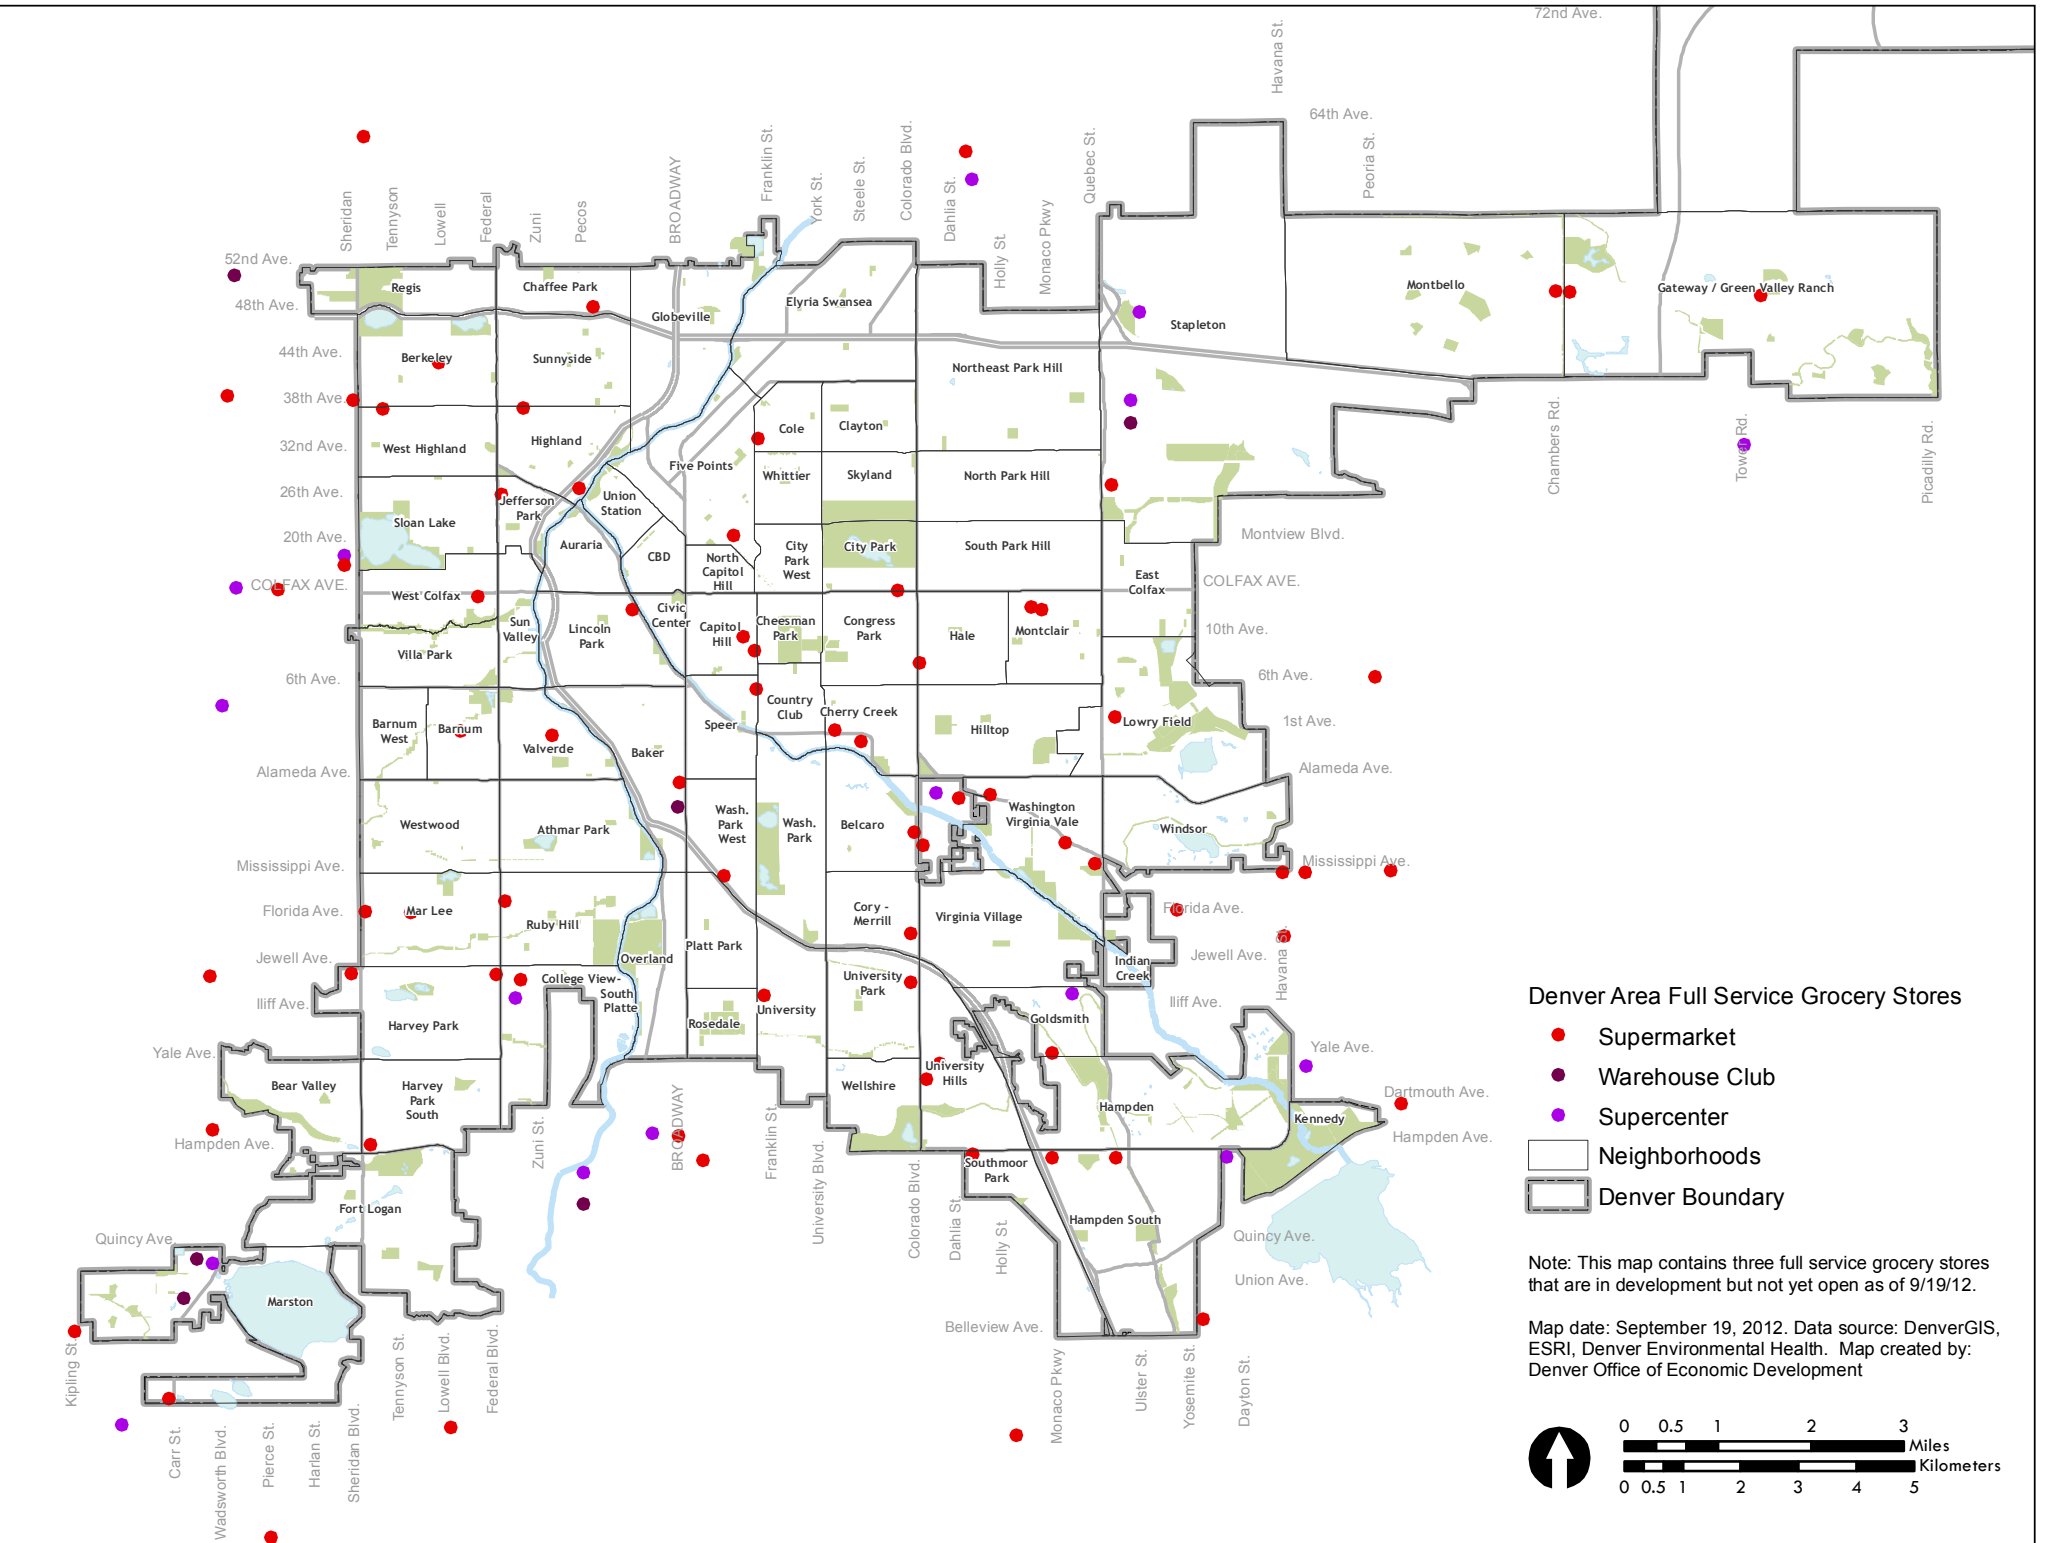 72nd Ave.
Havana St.
64th Ave.
Peoria St.
Quebec St.
Franklin St.
Colorado Blvd.
Steele St.
York St.
Dahlia St.
BROADWAY
Sheridan
Tennyson
Lowell
Federal
Zuni
Pecos
Holly St.
Monaco Pkwy
52nd Ave.
48th Ave.
44th Ave.
38th Ave.
32nd Ave.
26th Ave.
20th Ave.
COLFAX AVE.
6th Ave.
Alameda Ave.
Mississippi Ave.
Florida Ave.
Jewell Ave.
Iliff Ave.
Yale Ave.
Hampden Ave.
Quincy Ave.
Regis
Chaffee Park
Globeville
Elyria Swansea
Stapleton
Montbello
Gateway / Green Valley Ranch
Berkeley
Sunnyside
Northeast Park Hill
West Highland
Highland
Five Points
Cole
Clayton
Whittier
Skyland
North Park Hill
Sloan Lake
Jefferson
Park
Union
Station
Auraria
CBD
North
Capitol
Hill
City
Park
West
City Park
South Park Hill
East
Colfax
West Colfax
Sun
Valley
Lincoln
Park
Civic
Center
Capitol
Hill
Cheesman
Park
Congress
Park
Hale
Montclair
Villa Park
Barnum
West
Barnum
Valverde
Baker
Speer
Country
Club
Cherry Creek
Hilltop
Lowry Field
Westwood
Athmar Park
Wash.
Park
West
Wash.
Park
Belcaro
Washington
Virginia Vale
Windsor
Mar Lee
Ruby Hill
Overland
Platt Park
Cory -
Merrill
Virginia Village
Indian
Creek
Harvey Park
College View-
South
Platte
Rosedale
University
University
Park
Goldsmith
Bear Valley
Harvey
Park
South
Wellshire
University
Hills
Hampden
Kennedy
Fort Logan
Southmoor
Park
Hampden South
Marston
Chambers Rd.
Tower Rd.
Picadilly Rd.
Montview Blvd.
COLFAX AVE.
10th Ave.
6th Ave.
1st Ave.
Alameda Ave.
Mississippi Ave.
Florida Ave.
Havana St.
Jewell Ave.
Iliff Ave.
Yale Ave.
Dartmouth Ave.
Hampden Ave.
Quincy Ave.
Union Ave.
Belleview Ave.
Zuni St.
BROADWAY
Franklin St.
University Blvd.
Colorado Blvd.
Dahlia St.
Holly St.
Monaco Pkwy
Ulster St.
Yosemite St.
Dayton St.
Kipling St.
Carr St.
Wadsworth Blvd.
Pierce St.
Harlan St.
Sheridan Blvd.
Tennyson St.
Lowell Blvd.
Federal Blvd.
Denver Area Full Service Grocery Stores
Supermarket
Warehouse Club
Supercenter
Neighborhoods
Denver Boundary
Note: This map contains three full service grocery stores
that are in development but not yet open as of 9/19/12.
Map date: September 19, 2012. Data source: DenverGIS,
ESRI, Denver Environmental Health. Map created by:
Denver Office of Economic Development
0 0.5 1 2 3
Miles
Kilometers
0 0.5 1 2 3 4 5